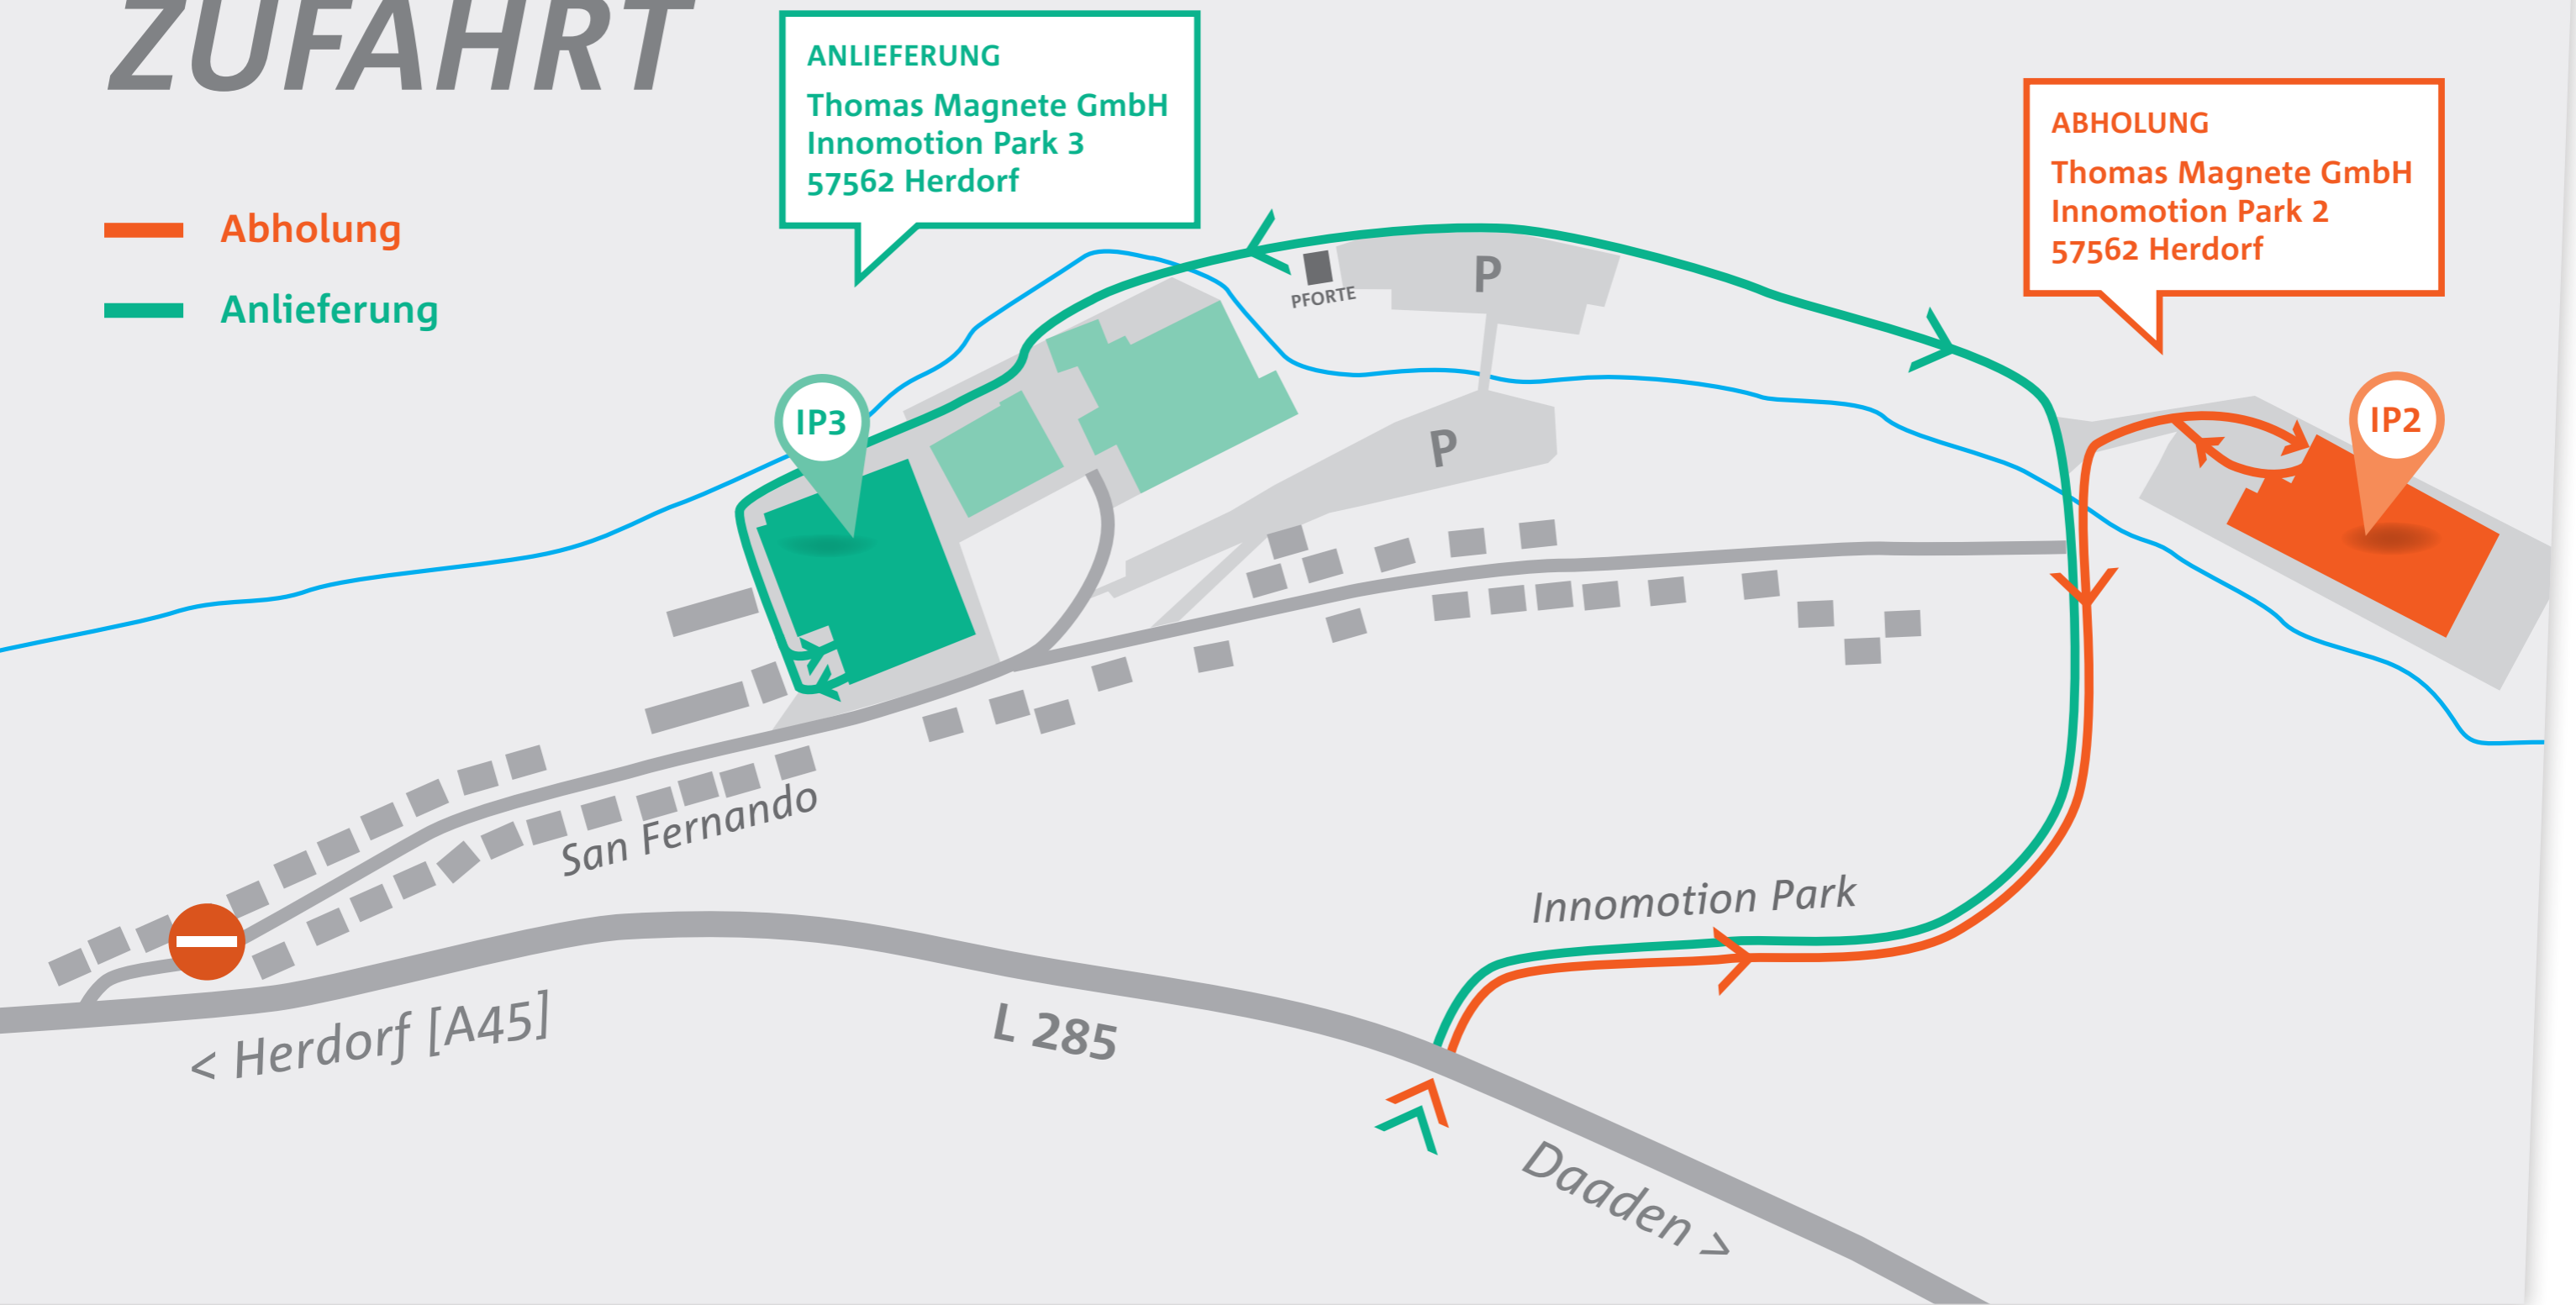 ZUFAHRT
Abholung
Anlieferung
ANLIEFERUNG
Thomas Magnete GmbH
Innomotion Park 3
57562 Herdorf
ABHOLUNG
Thomas Magnete GmbH
Innomotion Park 2
57562 Herdorf
PFORTE
P
P
IP3
IP2
San Fernando
Innomotion Park
< Herdorf [A45]
L 285
Daaden >